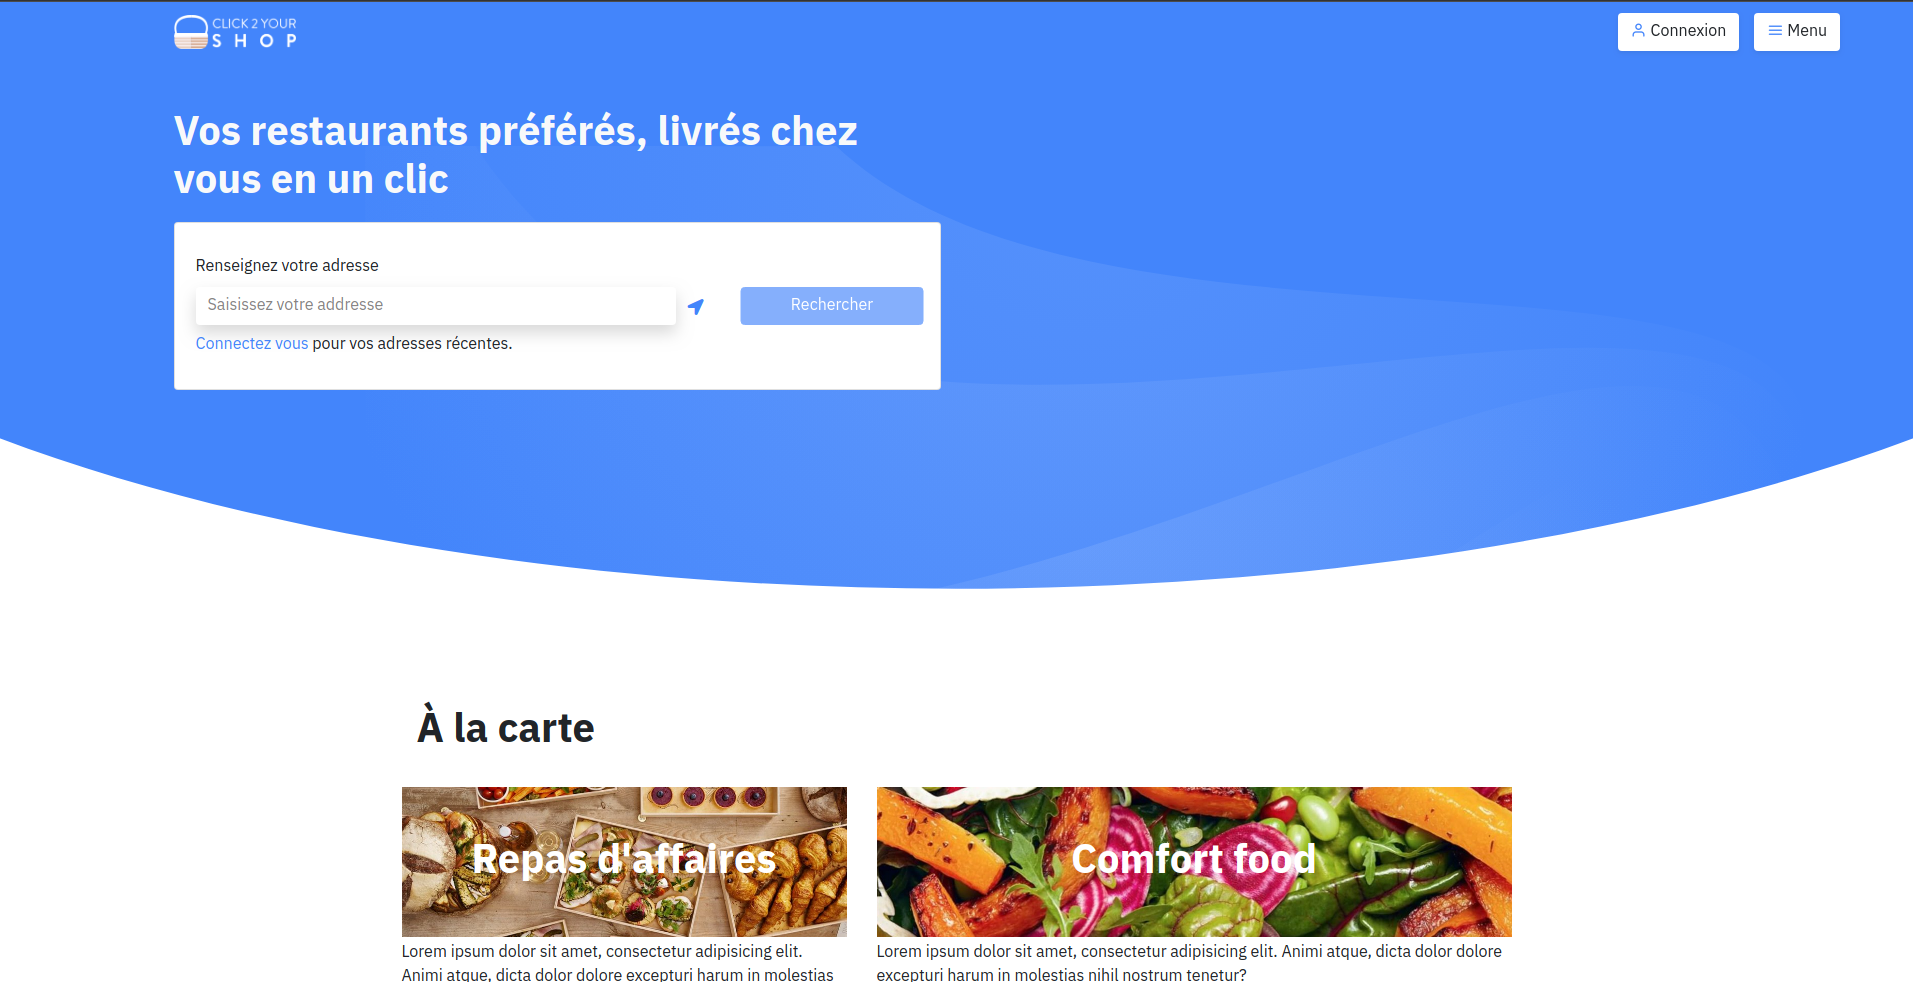 CLICK 2 YOUR
SHOP
Connexion
Menu
Vos restaurants préférés, livrés chez
vous en un clic
Renseignez votre adresse
Saisissez votre addresse
Rechercher
Connectez vous pour vos adresses récentes.
À la carte
Repas d'affaires
Comfort food
Lorem ipsum dolor sit amet, consectetur adipisicing elit.
Animi atque, dicta dolor dolore excepturi harum in molestias
Lorem ipsum dolor sit amet, consectetur adipisicing elit. Animi atque, dicta dolor dolore
excepturi harum in molestias nihil nostrum tenetur?